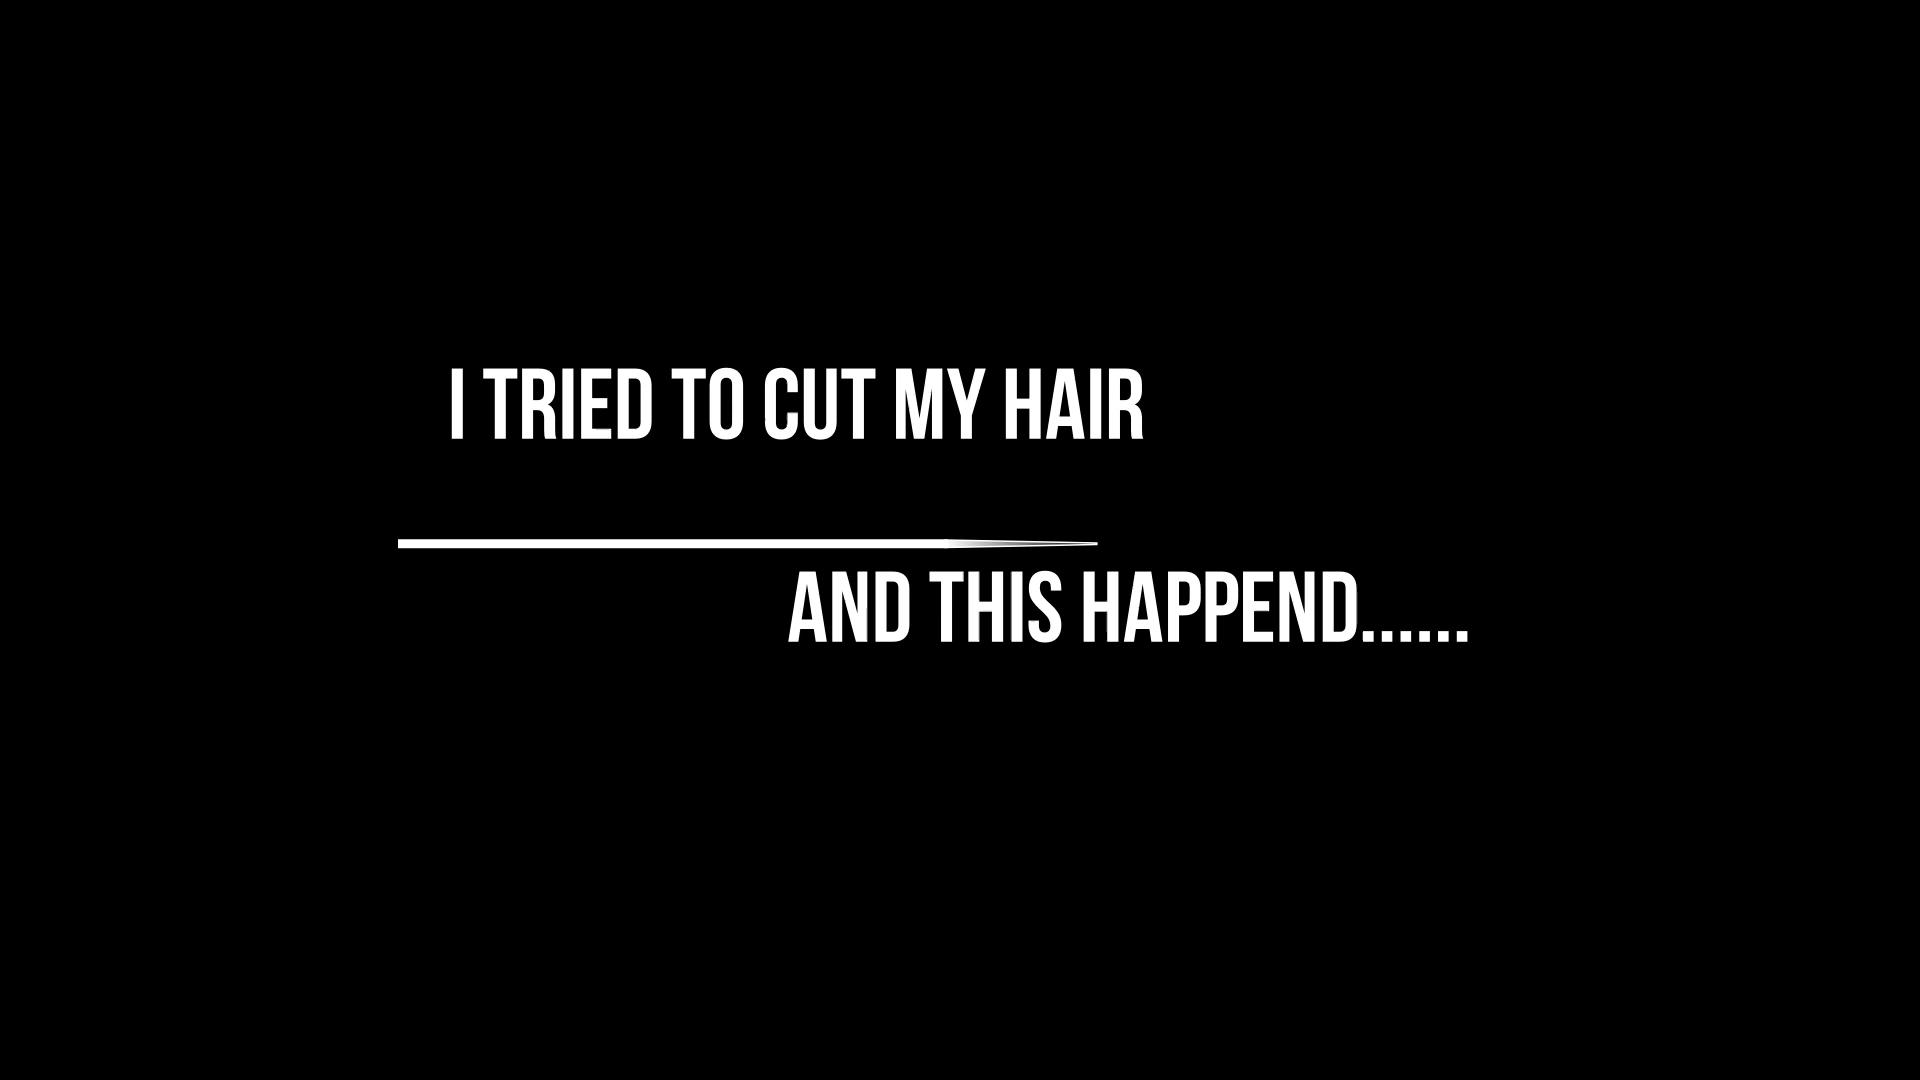 I TRIED TO CUT MY HAIR
AND THIS HAPPEND......